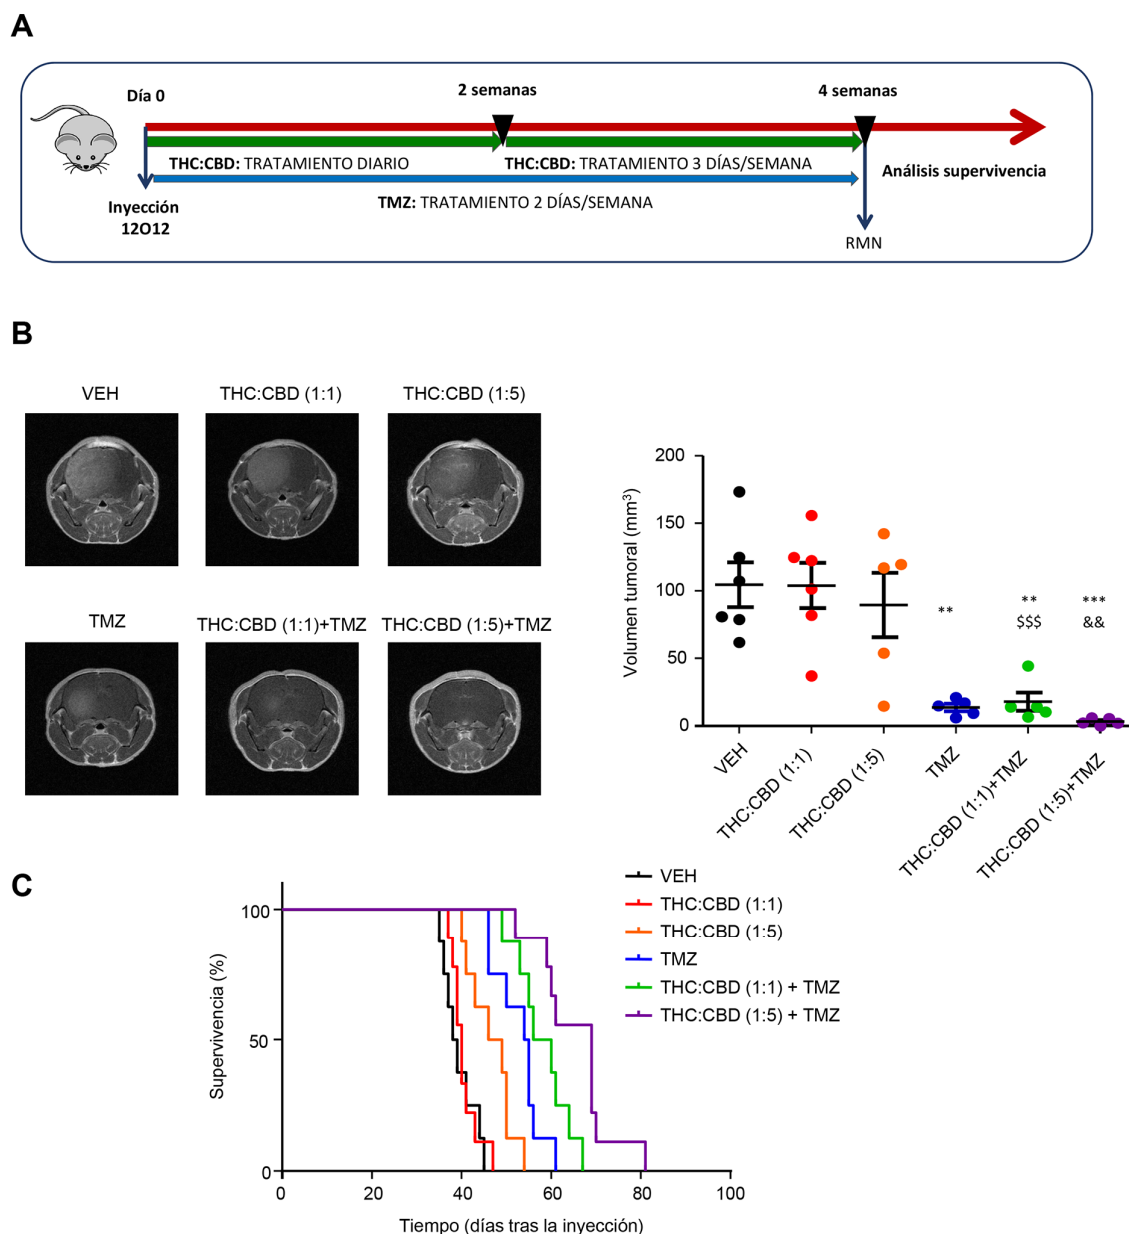 A
Día 0
2 semanas
4 semanas
THC:CBD: TRATAMIENTO DIARIO
THC:CBD: TRATAMIENTO 3 DÍAS/SEMANA
Análisis supervivencia
TMZ: TRATAMIENTO 2 DÍAS/SEMANA
Inyección
12O12
RMN
B
VEH
THC:CBD (1:1)
THC:CBD (1:5)
TMZ
THC:CBD (1:1)+TMZ
THC:CBD (1:5)+TMZ
Volumen tumoral (mm³)
200
150
100
50
0
**
**
$$$
***
&&
VEH
THC:CBD (1:1)
THC:CBD (1:5)
TMZ
THC:CBD (1:1)+TMZ
THC:CBD (1:5)+TMZ
C
VEH
THC:CBD (1:1)
THC:CBD (1:5)
TMZ
THC:CBD (1:1) + TMZ
THC:CBD (1:5) + TMZ
Supervivencia (%)
100
50
0
0
20
40
60
80
100
Tiempo (días tras la inyección)